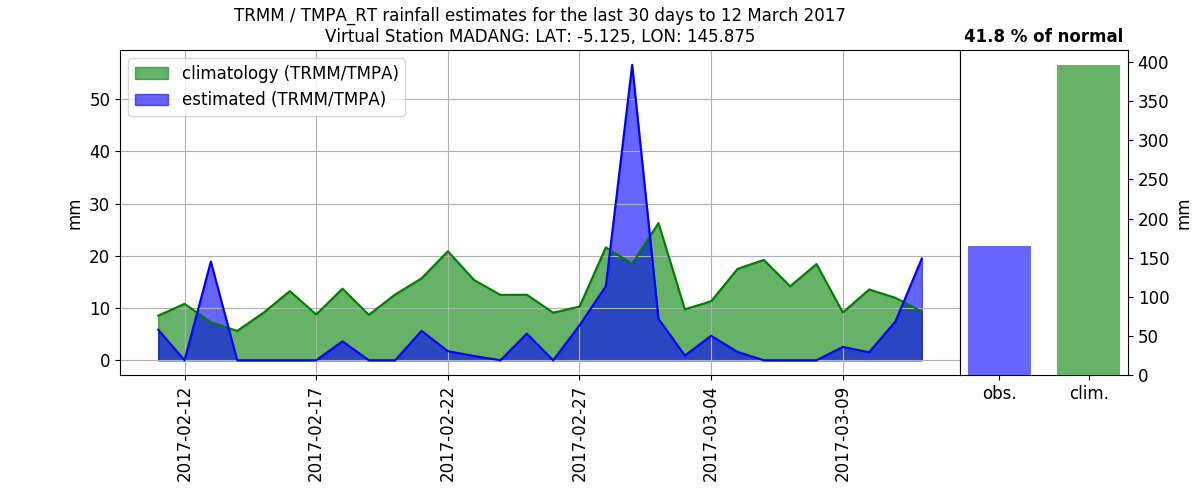 TRMM / TMPA_RT rainfall estimates for the last 30 days to 12 March 2017
Virtual Station MADANG: LAT: -5.125, LON: 145.875
41.8 % of normal
climatology (TRMM/TMPA)
estimated (TRMM/TMPA)
mm
50
40
30
20
10
0
2017-02-12
2017-02-17
2017-02-22
2017-02-27
2017-03-04
2017-03-09
400
350
300
250
200
150
100
50
0
mm
obs.
clim.